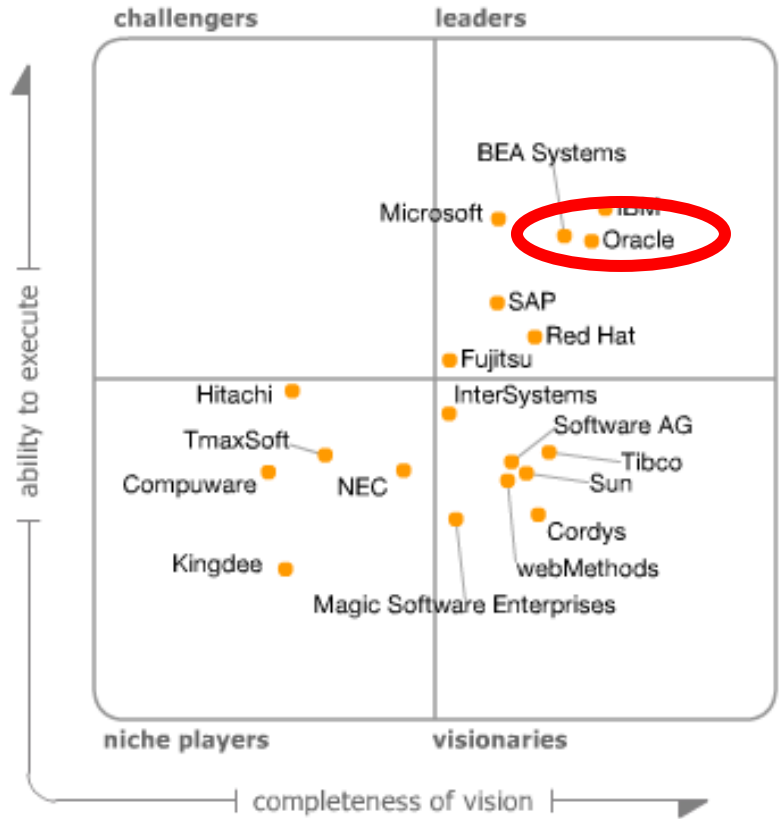 challengers
leaders
BEA Systems
Microsoft
IBM
Oracle
SAP
Red Hat
Fujitsu
Hitachi
InterSystems
Software AG
TmaxSoft
Tibco
Compuware
NEC
Sun
Cordys
Kingdee
webMethods
Magic Software Enterprises
niche players
visionaries
ability to execute
completeness of vision